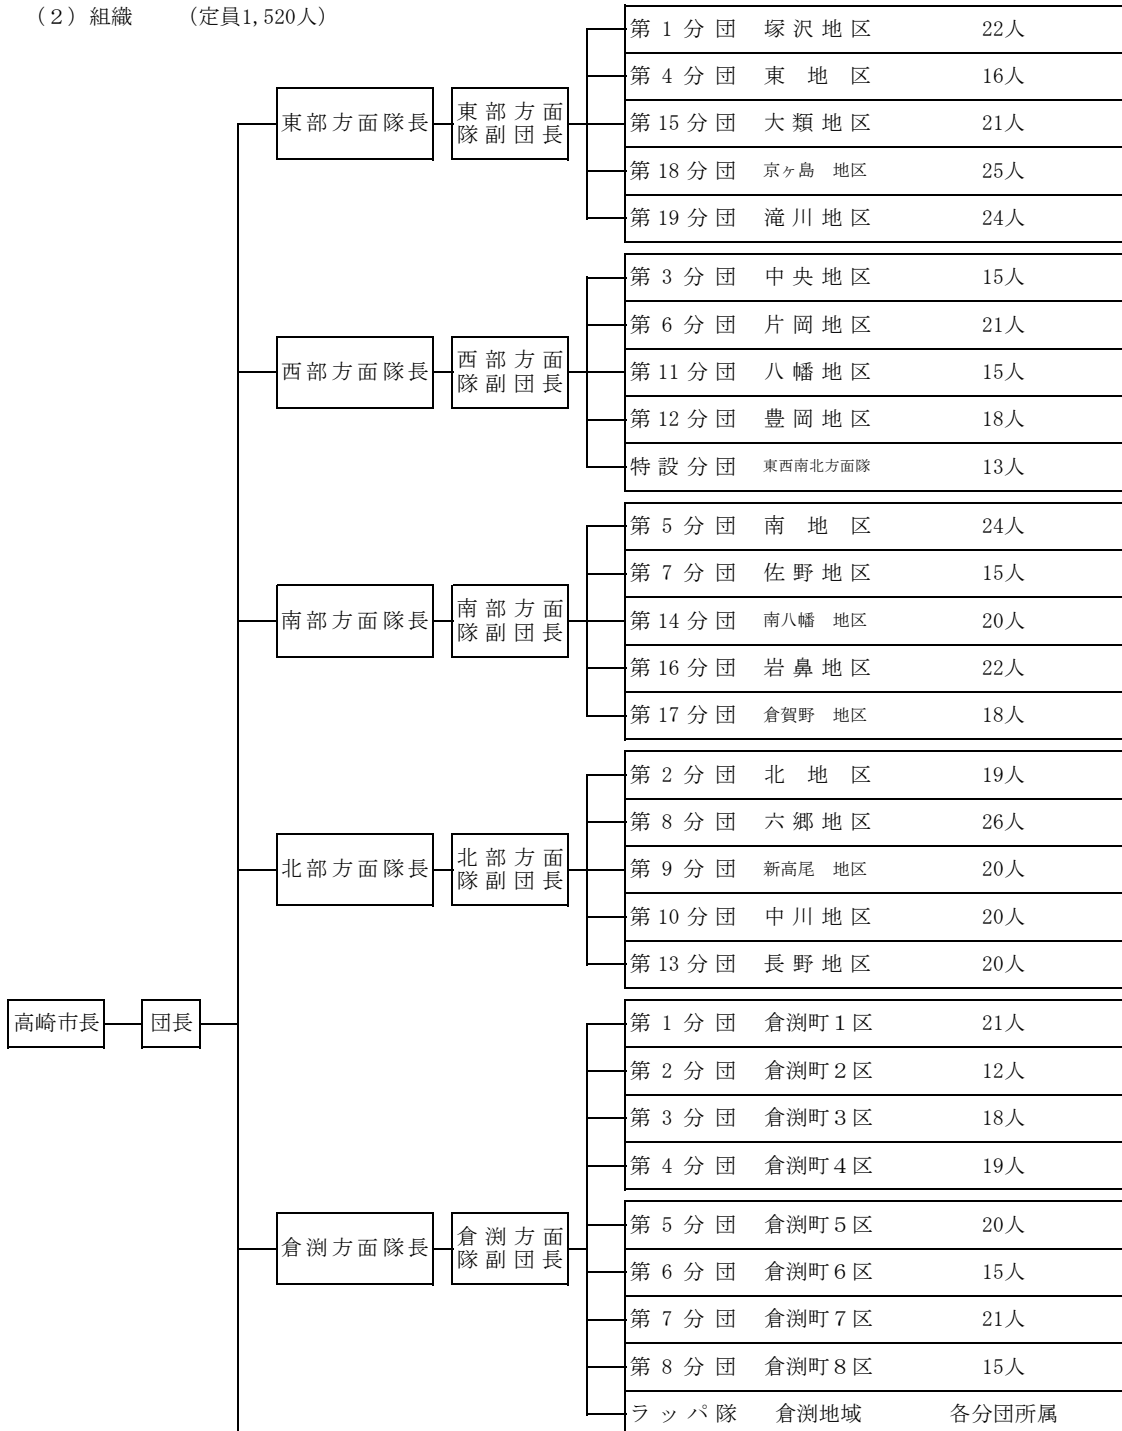 （２）組織　　（定員1,520人）
高崎市長
団長
東部方面隊長
東部方面
隊副団長
第１分団　塚沢地区　22人
第４分団　東地区　16人
第15分団　大類地区　21人
第18分団　京ヶ島　地区　25人
第19分団　滝川地区　24人
西部方面隊長
西部方面
隊副団長
第３分団　中央地区　15人
第６分団　片岡地区　21人
第11分団　八幡地区　15人
第12分団　豊岡地区　18人
特設分団　東西南北方面隊　13人
南部方面隊長
南部方面
隊副団長
第５分団　南地区　24人
第７分団　佐野地区　15人
第14分団　南八幡　地区　20人
第16分団　岩鼻地区　22人
第17分団　倉賀野　地区　18人
北部方面隊長
北部方面
隊副団長
第２分団　北地区　19人
第８分団　六郷地区　26人
第９分団　新高尾　地区　20人
第10分団　中川地区　20人
第13分団　長野地区　20人
倉渕方面隊長
倉渕方面
隊副団長
第１分団　倉渕町１区　21人
第２分団　倉渕町２区　12人
第３分団　倉渕町３区　18人
第４分団　倉渕町４区　19人
第５分団　倉渕町５区　20人
第６分団　倉渕町６区　15人
第７分団　倉渕町７区　21人
第８分団　倉渕町８区　15人
ラッパ隊　倉渕地域　各分団所属